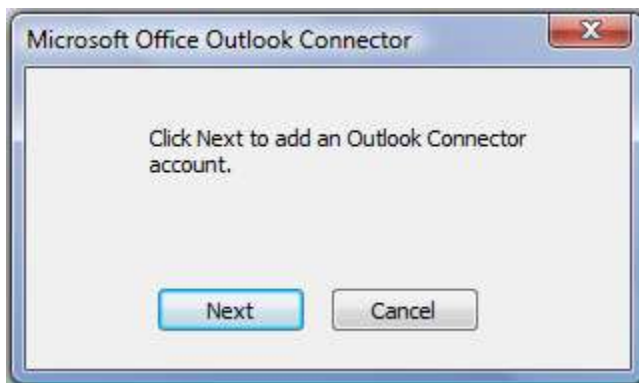 Microsoft Office Outlook Connector
Click Next to add an Outlook Connector
account.
Next
Cancel